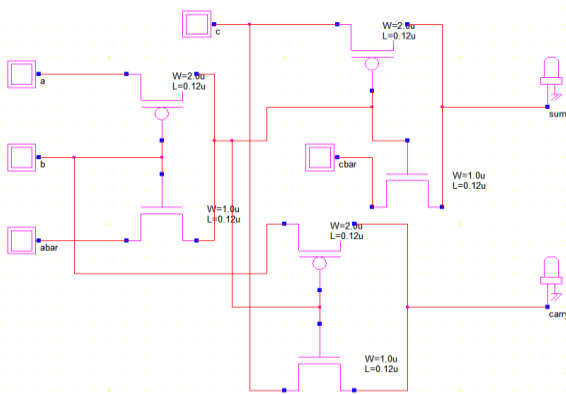 c
W=2.0u
L=0.12u
a
W=2.0u
L=0.12u
sum
b
cbar
W=1.0u
L=0.12u
W=1.0u
L=0.12u
abar
W=2.0u
L=0.12u
carry
W=1.0u
L=0.12u